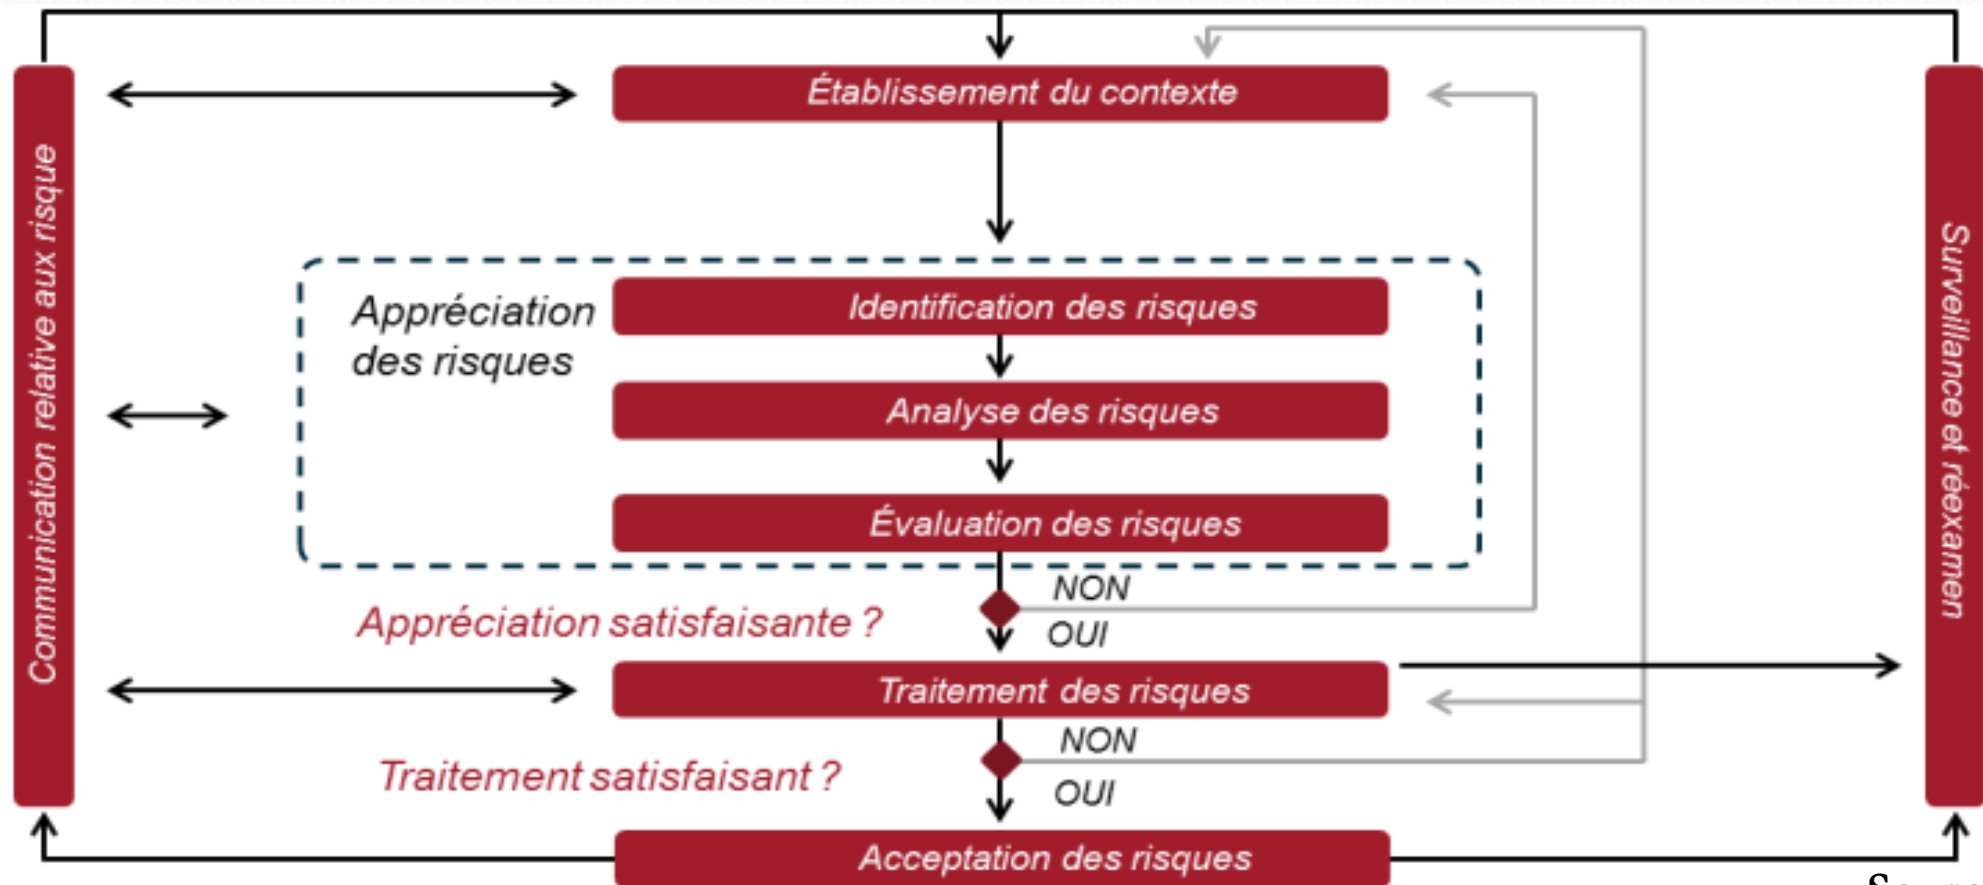 Établissement du contexte
Communication relative aux risque
Surveillance et réexamen
Appréciation
des risques
Identification des risques
Analyse des risques
Évaluation des risques
NON
Appréciation satisfaisante ?
OUI
Traitement des risques
NON
Traitement satisfaisant ?
OUI
Acceptation des risques